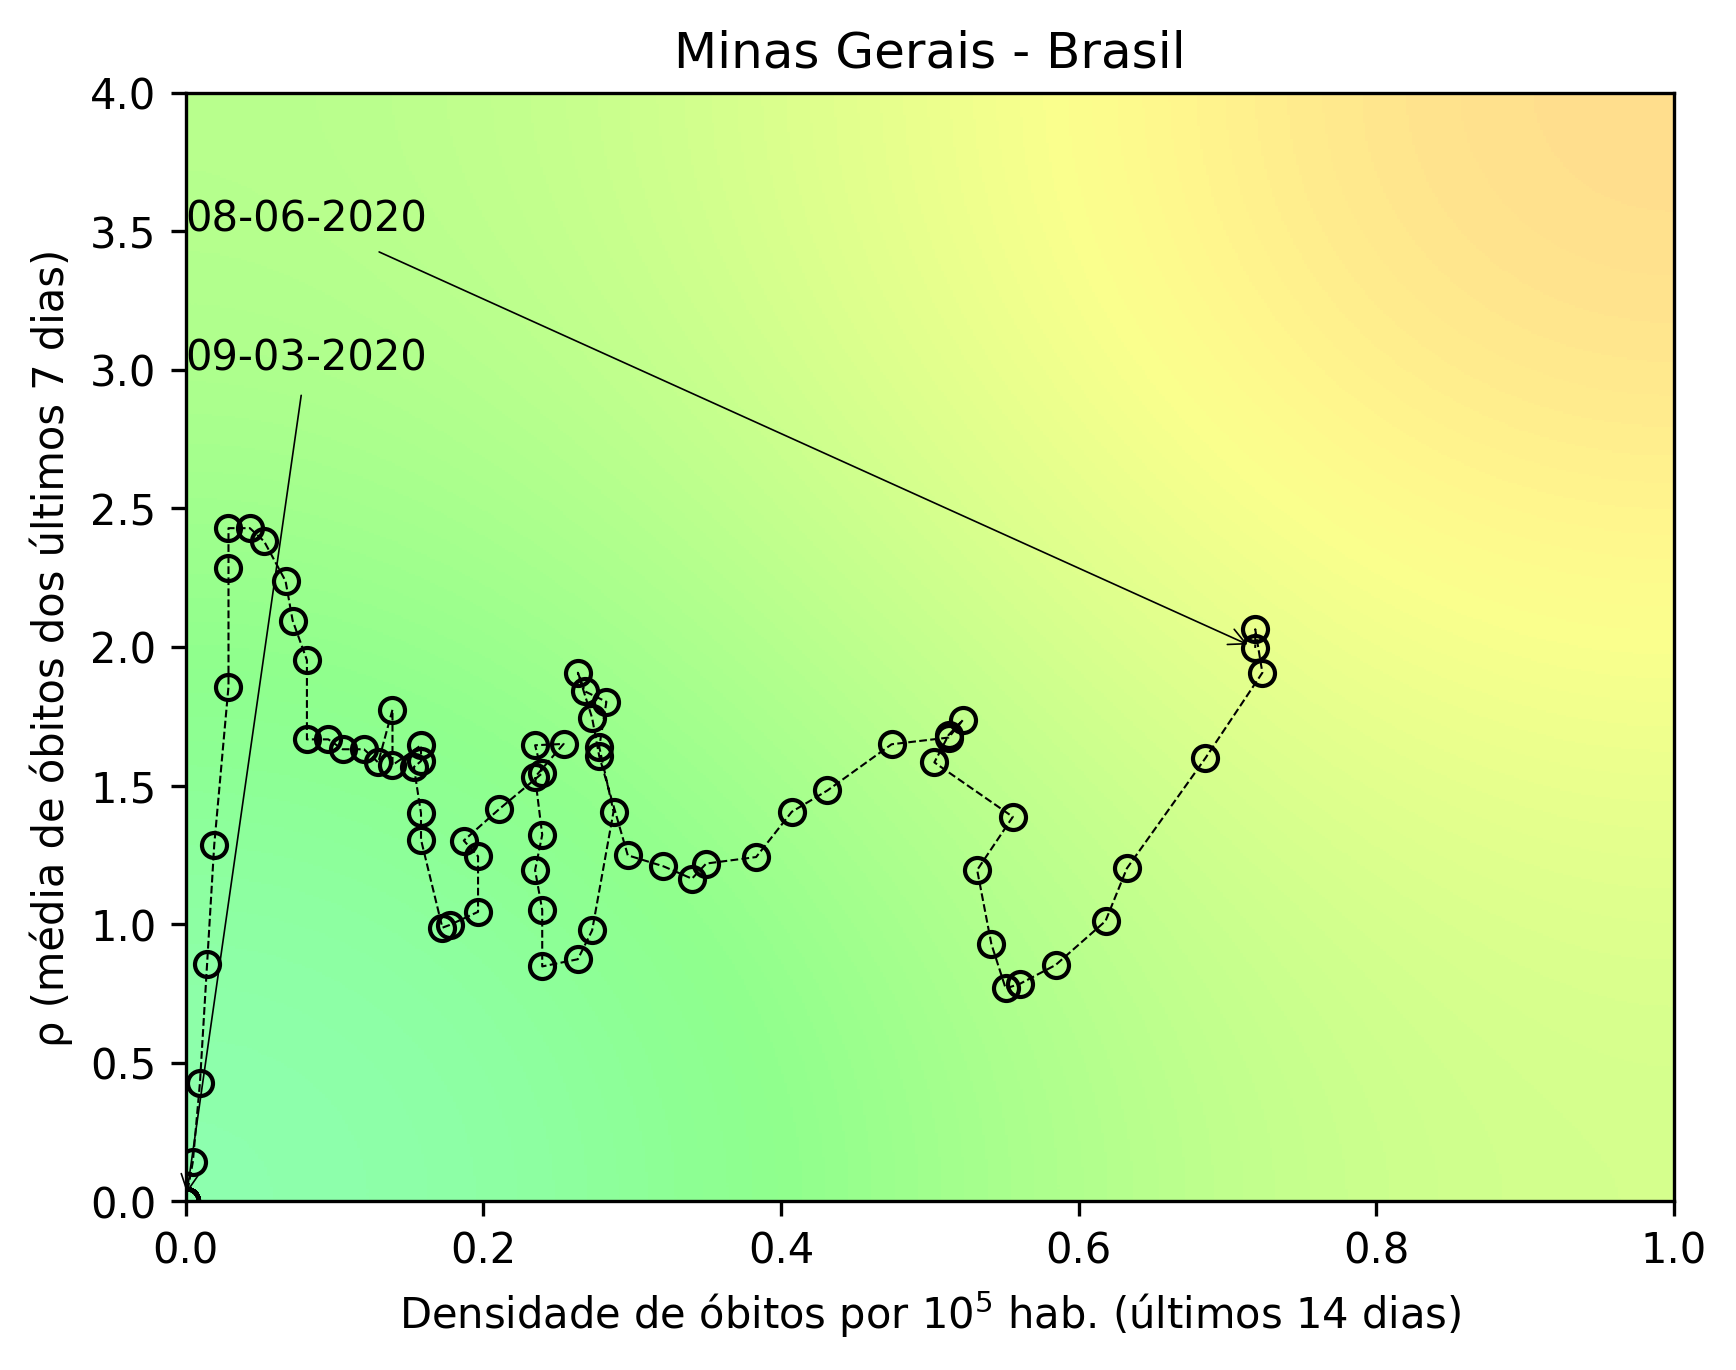 Minas Gerais - Brasil
4.0
3.5
3.0
2.5
2.0
1.5
1.0
0.5
0.0
ρ (média de óbitos dos últimos 7 dias)
08-06-2020
09-03-2020
0.0 0.2 0.4 0.6 0.8 1.0
Densidade de óbitos por 10⁵ hab. (últimos 14 dias)